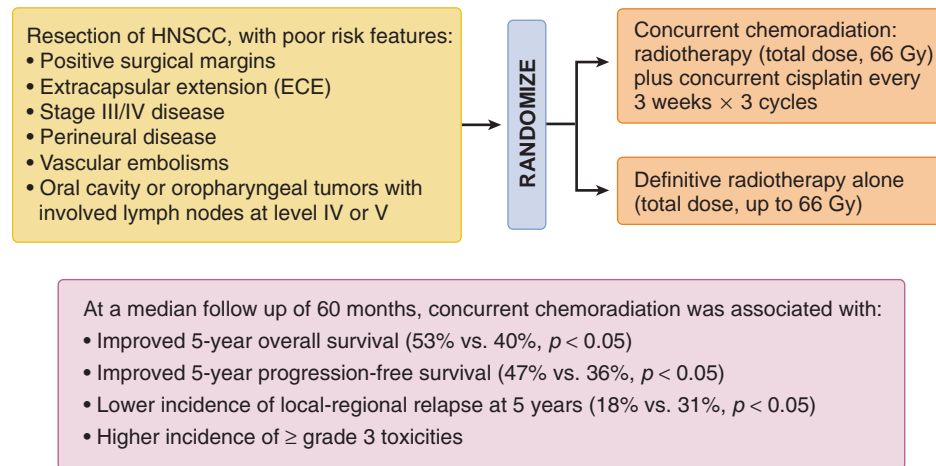 Resection of HNSCC, with poor risk features:
• Positive surgical margins
• Extracapsular extension (ECE)
• Stage III/IV disease
• Perineural disease
• Vascular embolisms
• Oral cavity or oropharyngeal tumors with
involved lymph nodes at level IV or V
RANDOMIZE
Concurrent chemoradiation:
radiotherapy (total dose, 66 Gy)
plus concurrent cisplatin every
3 weeks × 3 cycles
Definitive radiotherapy alone
(total dose, up to 66 Gy)
At a median follow up of 60 months, concurrent chemoradiation was associated with:
• Improved 5-year overall survival (53% vs. 40%, p < 0.05)
• Improved 5-year progression-free survival (47% vs. 36%, p < 0.05)
• Lower incidence of local-regional relapse at 5 years (18% vs. 31%, p < 0.05)
• Higher incidence of ≥ grade 3 toxicities